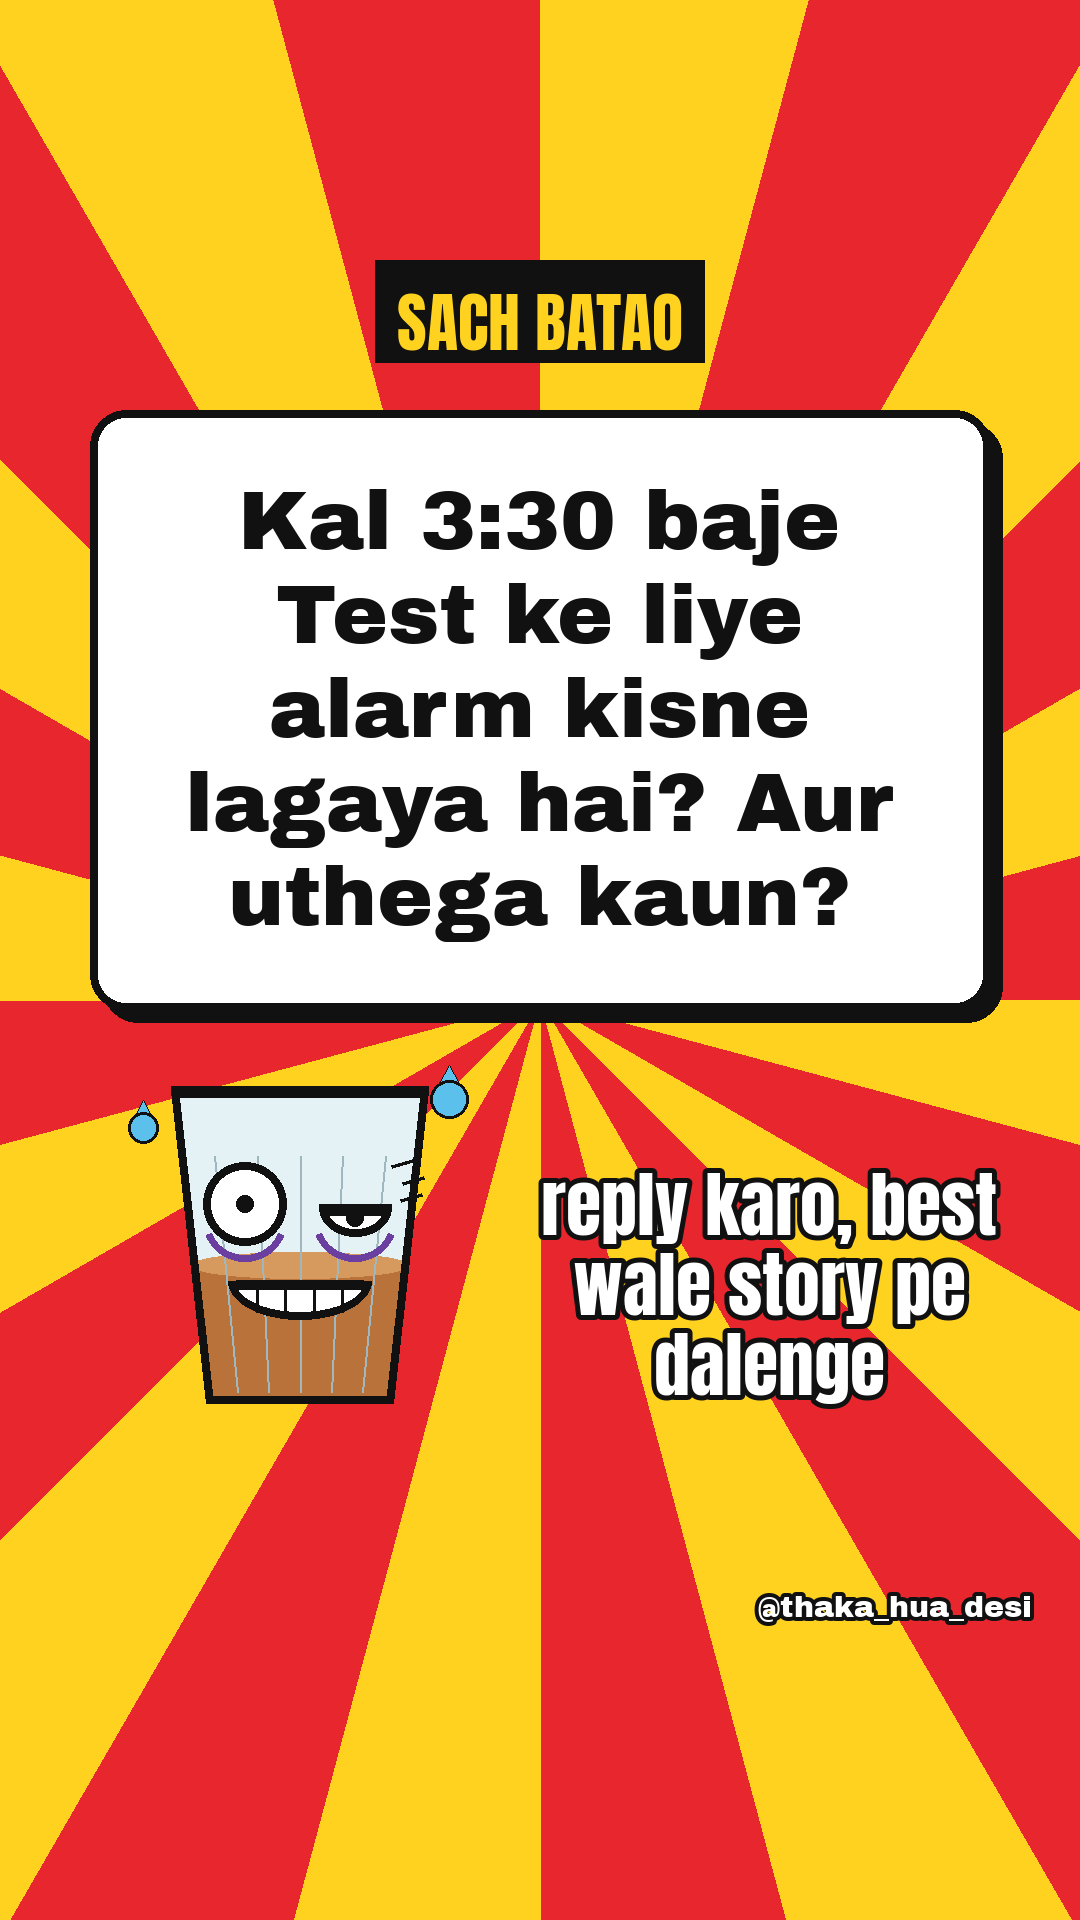 SACH BATAO
Kal 3:30 baje
Test ke liye
alarm kisne
lagaya hai? Aur
uthega kaun?
reply karo, best
wale story pe
dalenge
@thaka_hua_desi